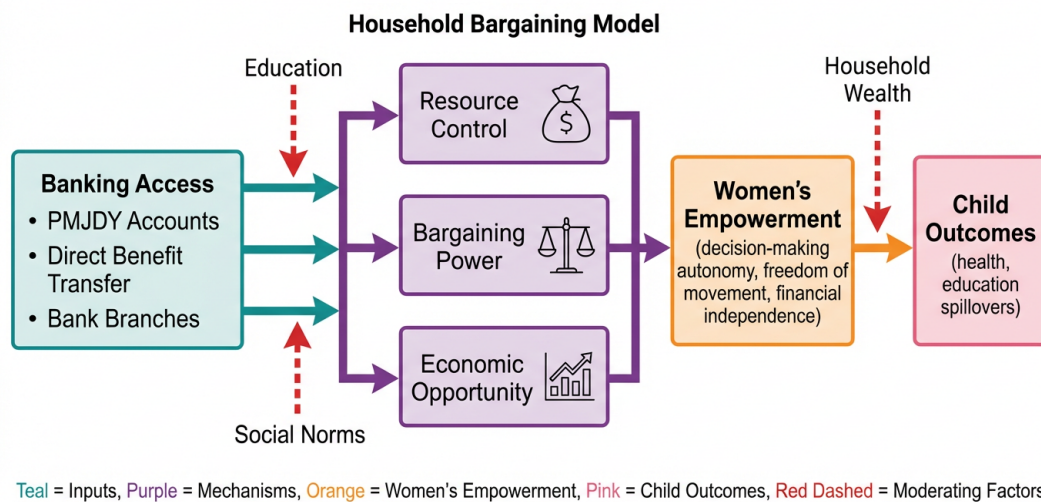 Household Bargaining Model
Education
Household
Wealth
Resource
Control
$
Banking Access
• PMJDY Accounts
• Direct Benefit
Transfer
• Bank Branches
Bargaining
Power
Women's
Empowerment
(decision-making
autonomy, freedom of
movement, financial
independence)
Child
Outcomes
(health,
education
spillovers)
Economic
Opportunity
Social Norms
Teal = Inputs, Purple = Mechanisms, Orange = Women's Empowerment, Pink = Child Outcomes, Red Dashed = Moderating Factors